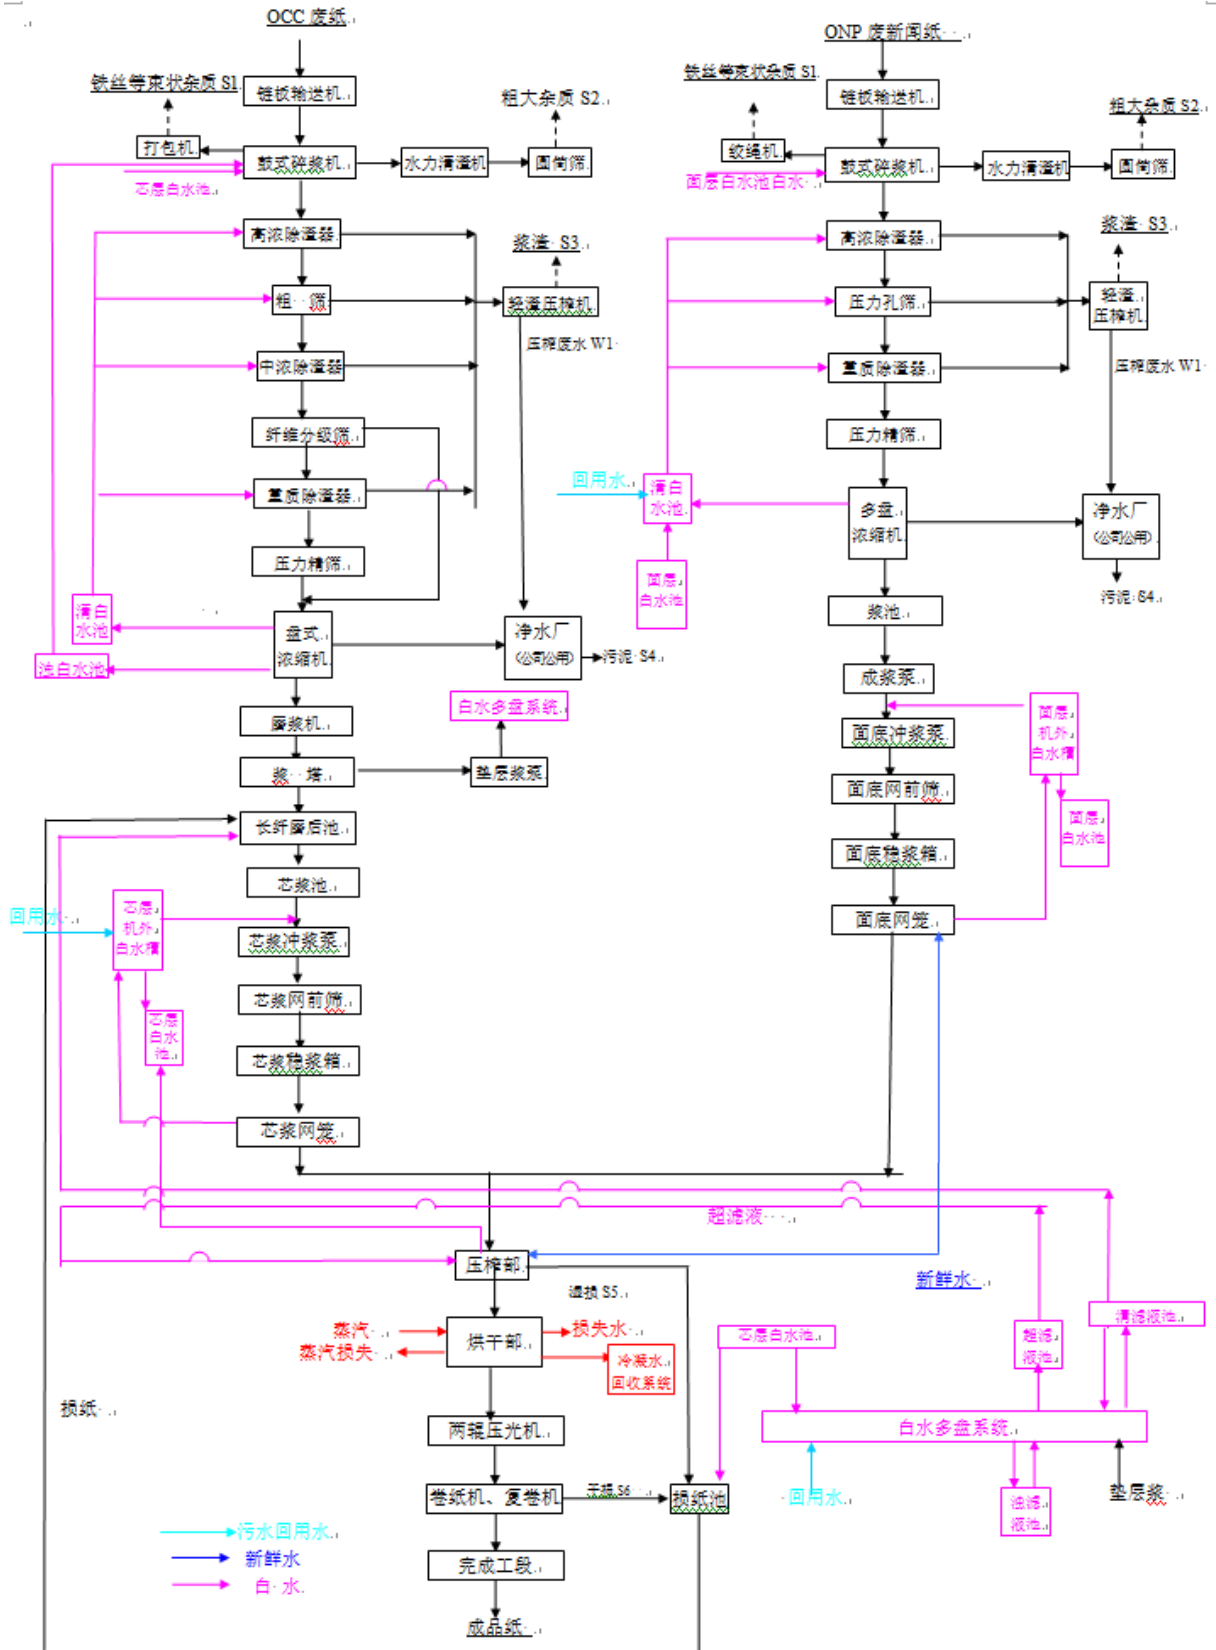 OCC 废纸
铁丝等束状杂质 S1
链板输送机
粗大杂质 S2
打包机
鼓式碎浆机
水力清渣机
圆筒筛
芯层白水池
高浓除渣器
浆渣 S3
粗 筛
轻渣压榨机
压榨废水 W1
中浓除渣器
纤维分级筛
重质除渣器
压力精筛
清白
水池
盘式
浓缩机
净水厂
(公司公用)
污泥 S4
浊白水池
白水多盘系统
磨浆机
浆 塔
垫层浆泵
长纤磨后池
芯浆池
回用水
芯层
机外
白水槽
芯浆冲浆泵
芯浆网前筛
芯层
白水
池
芯浆稳浆箱
芯浆网笼
ONP 废新闻纸
铁丝等束状杂质 S1
链板输送机
粗大杂质 S2
绞绳机
鼓式碎浆机
水力清渣机
圆筒筛
面层白水池白水
高浓除渣器
浆渣 S3
压力孔筛
轻渣
压榨机
重质除渣器
压榨废水 W1
压力精筛
回用水
清白
水池
多盘
浓缩机
净水厂
(公司公用)
面层
白水池
污泥 S4
浆池
成浆泵
面底冲浆泵
面层
机外
白水槽
面底网前筛
面层
白水池
面底稳浆箱
面底网笼
超滤液
压榨部
新鲜水
湿损 S5
蒸汽
蒸汽损失
烘干部
损失水
冷凝水
回收系统
芯层白水池
超滤
液池
清滤液池
损纸
两辊压光机
白水多盘系统
卷纸机、复卷机
干损 S6
损纸池
回用水
浊滤
液池
垫层浆
污水回用水
新鲜水
白 水
完成工段
成品纸